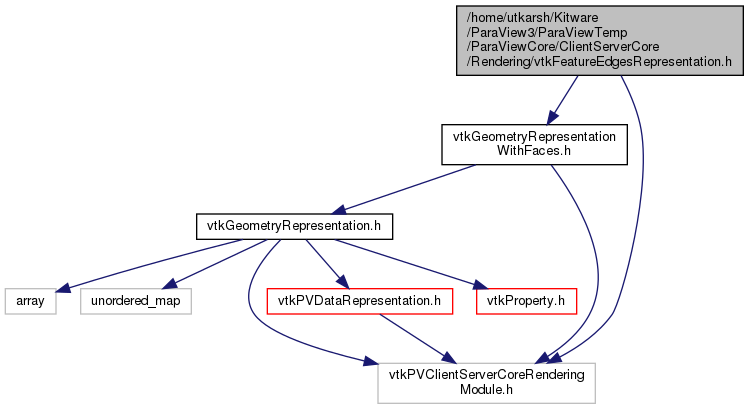 /home/utkarsh/Kitware
/ParaView3/ParaViewTemp
/ParaViewCore/ClientServerCore
/Rendering/vtkFeatureEdgesRepresentation.h
vtkGeometryRepresentation
WithFaces.h
vtkGeometryRepresentation.h
array
unordered_map
vtkPVDataRepresentation.h
vtkProperty.h
vtkPVClientServerCoreRendering
Module.h